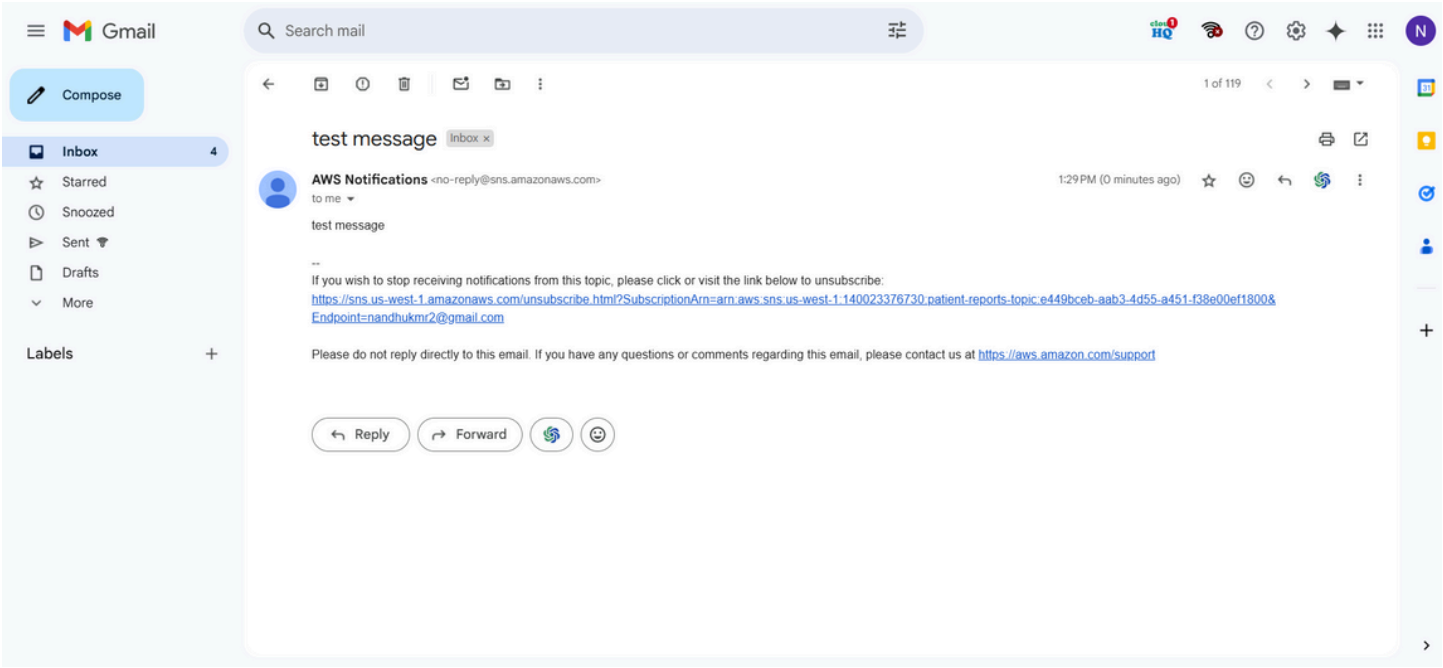 Gmail
Search mail
cloud 1
HQ
N
Compose
1 of 119
31
test message Inbox ×
Inbox 4
AWS Notifications <no-reply@sns.amazonaws.com> 1:29 PM (0 minutes ago)
to me
Starred
Snoozed
Sent
Drafts
More
Labels
test message
--
If you wish to stop receiving notifications from this topic, please click or visit the link below to unsubscribe:
https://sns.us-west-1.amazonaws.com/unsubscribe.html?SubscriptionArn=arn:aws:sns:us-west-1:140023376730:patient-reports-topic:e449bceb-aab3-4d55-a451-f38e00ef1800&
Endpoint=nandhukmr2@gmail.com
Please do not reply directly to this email. If you have any questions or comments regarding this email, please contact us at https://aws.amazon.com/support
Reply
Forward